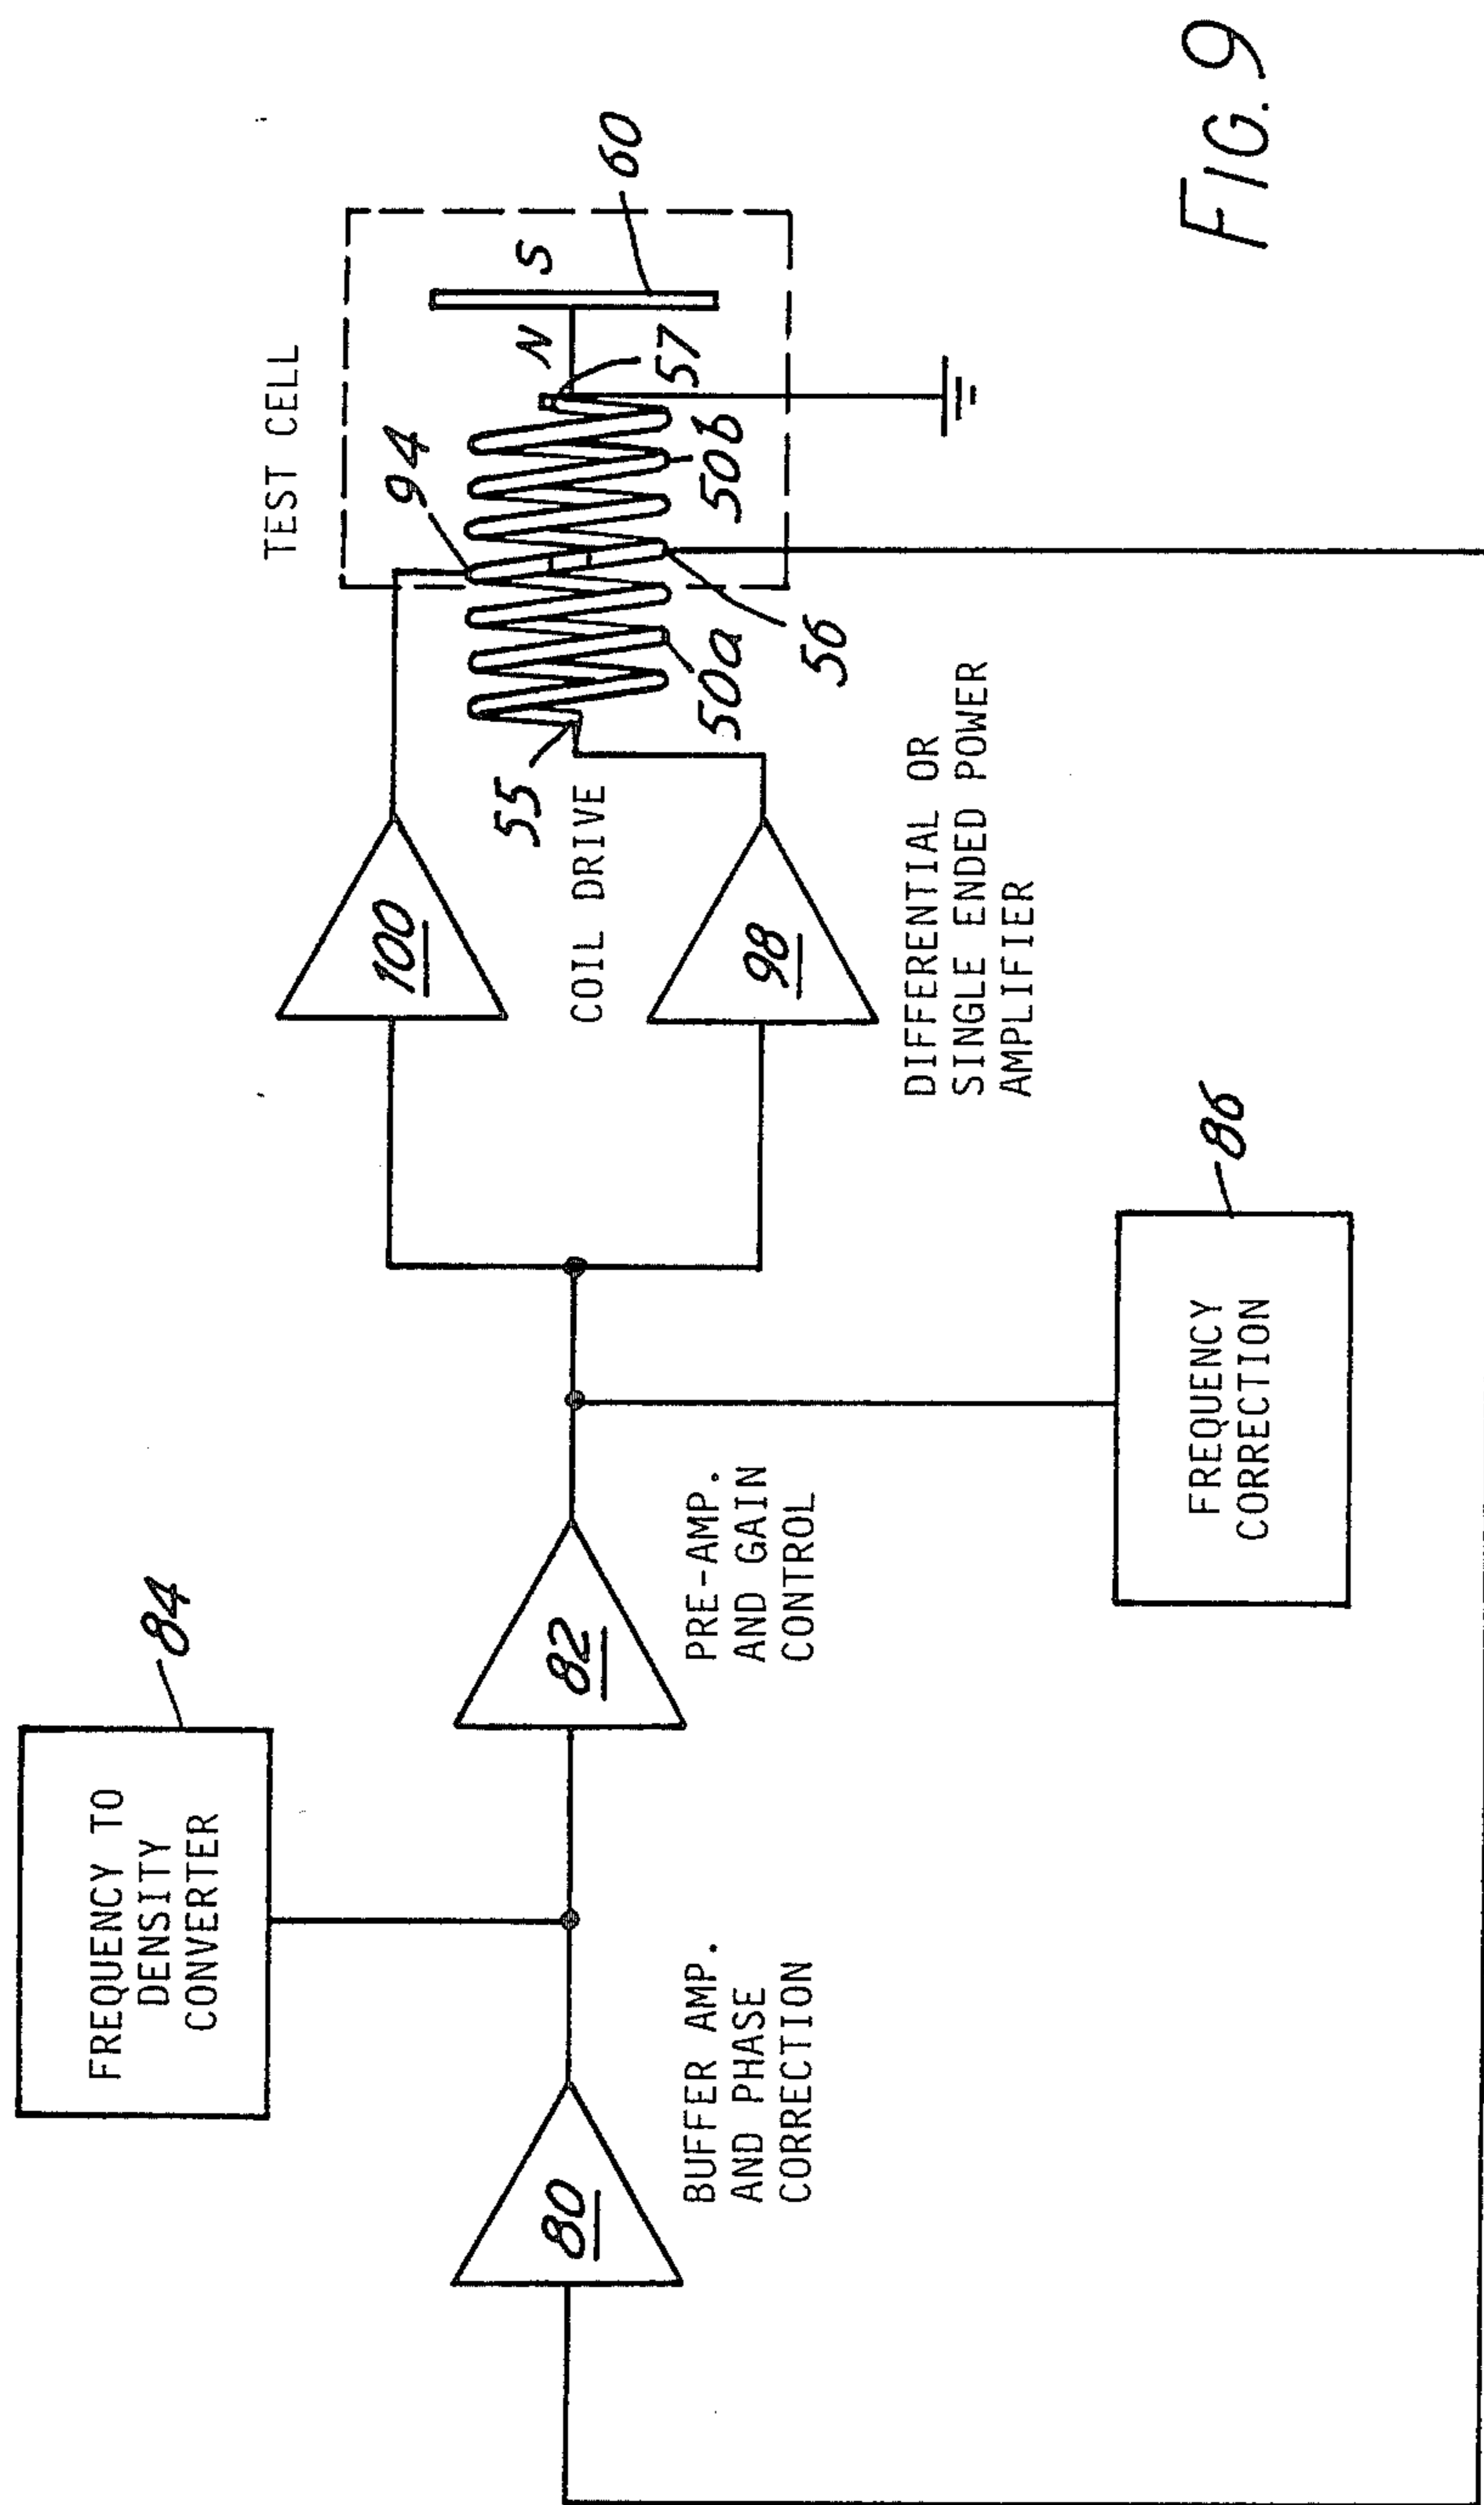 FREQUENCY TO
DENSITY
CONVERTER
84
80
BUFFER AMP.
AND PHASE
CORRECTION
82
PRE-AMP.
AND GAIN
CONTROL
FREQUENCY
CORRECTION
86
100
COIL DRIVE
98
DIFFERENTIAL OR
SINGLE ENDED POWER
AMPLIFIER
TEST CELL
94
55
50a
56
50b
57
N
S
60
FIG. 9